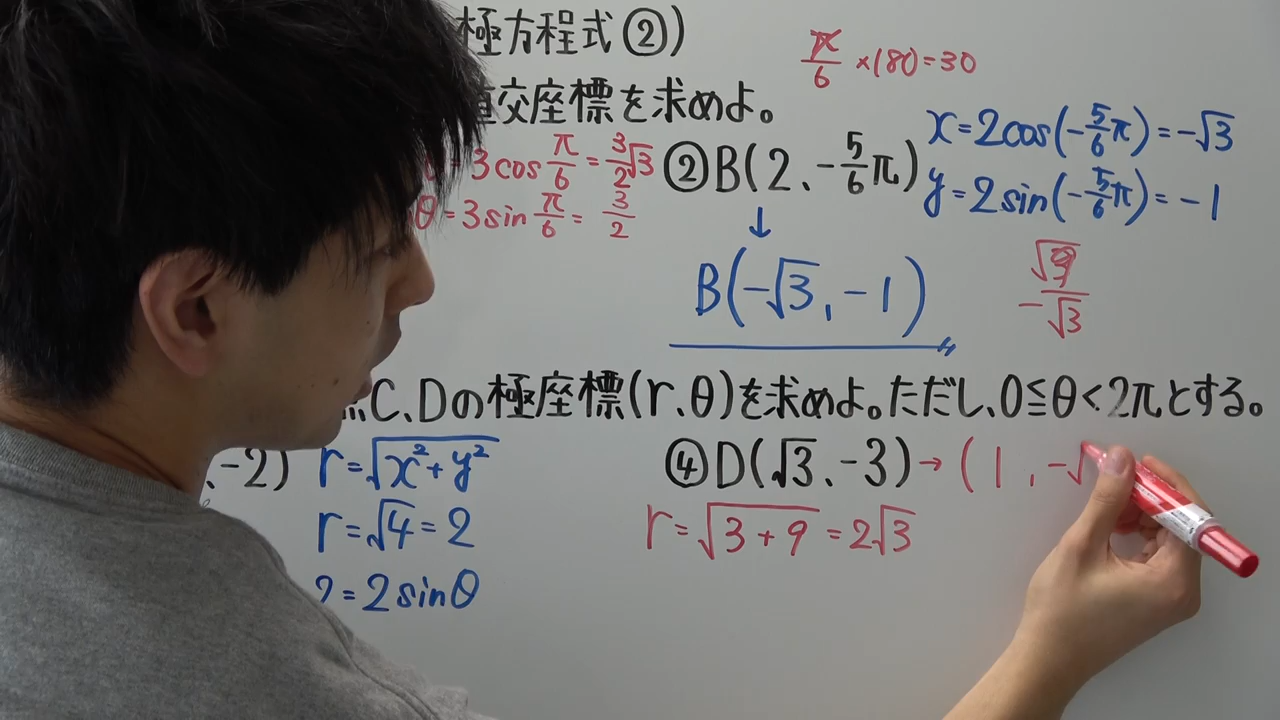 極方程式②)
π/6 ×180=30
交座標を求めよ。
=3cos π/6 = 3/2√3
θ=3sin π/6 = 3/2
②B(2、-5/6π)
x=2cos(-5/6π)=-√3
y=2sin(-5/6π)=-1
↓
B(-√3,-1)
-√3
C、Dの極座標(r、θ)を求めよ。ただし、0≦θ<2πとする。
、-2)
r=√x²+y²
r=√4=2
2=2sinθ
④D(√3、-3)→(1,-√
r=√3+9=2√3